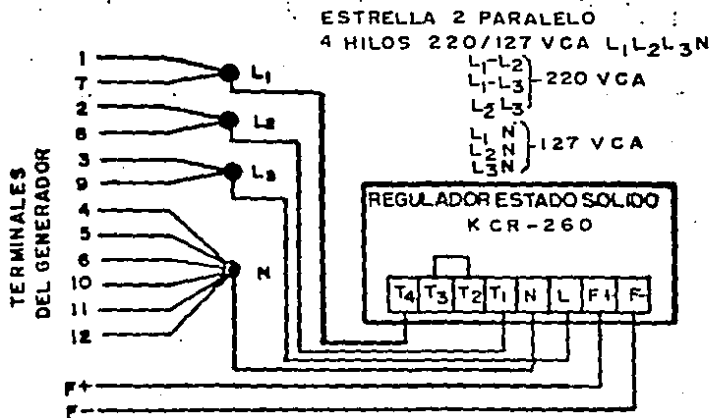 ESTRELLA 2 PARALELO
4 HILOS 220/127 VCA L₁L₂L₃N
L₁-L₂
L₁-L₃
L₂ L₃
220 VCA
L₁ N
L₂ N
L₃N
127 VCA
TERMINALES
DEL GENERADOR
1
7
L₁
2
8
L₂
3
9
L₃
4
5
6
10
11
12
N
F+
F-
REGULADOR ESTADO SOLIDO
KCR-260
T₄ T₃ T₂ T₁ N L F+ F-